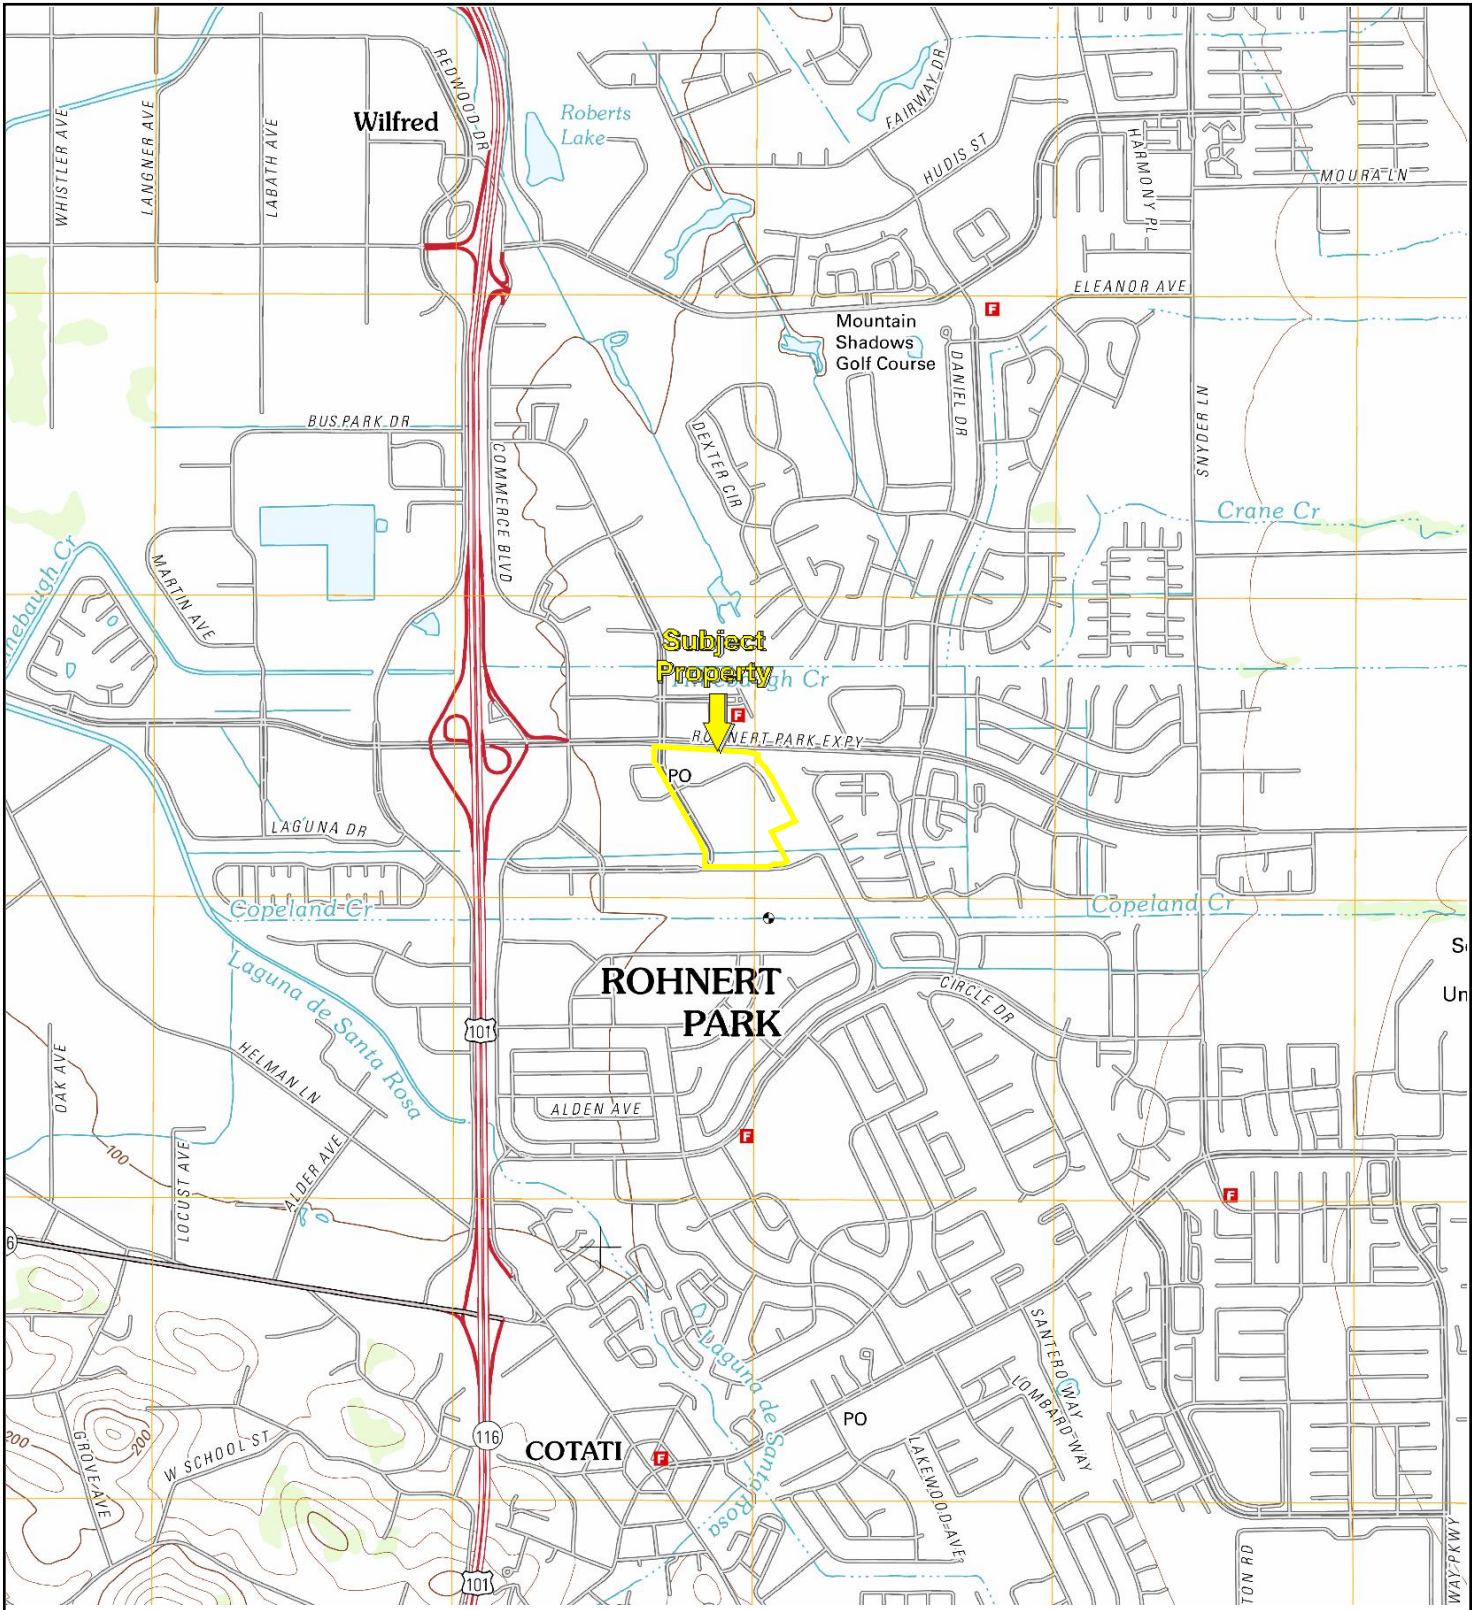 REDWOOD DR
Wilfred
Roberts
Lake
FAIRWAY DR
HUDIS ST
HARMONY PL
MOURA LN
WHISTLER AVE
LANGNER AVE
LABATH AVE
ELEANOR AVE
F
Mountain
Shadows
Golf Course
DANIEL DR
SNYDER LN
BUS PARK DR
COMMERCE BLVD
DEXTER CIR
Crane Cr
MARTIN AVE
Subject
Property
F
ROHNERT PARK EXPY
PO
LAGUNA DR
Copeland Cr
Copeland Cr
Laguna de Santa Rosa
ROHNERT
PARK
CIRCLE DR
101
OAK AVE
HELMAN LN
ALDEN AVE
F
100
LOCUST AVE
ALDER AVE
F
6
SANTERO WAY
LOMBARD WAY
Laguna de Santa Rosa
PO
200
200
GROVE AVE
W SCHOOL ST
116
COTATI
F
LAKEWOOD AVE
101